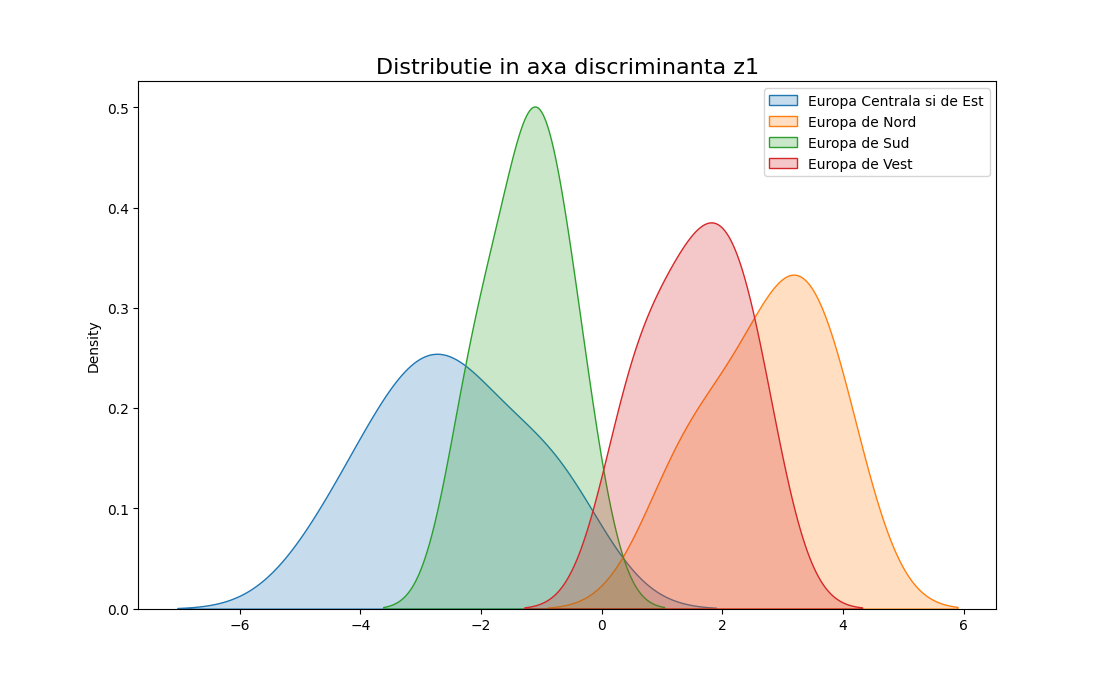 Distributie in axa discriminanta z1
Europa Centrala si de Est
Europa de Nord
Europa de Sud
Europa de Vest
Density
0.5
0.4
0.3
0.2
0.1
0.0
−6 −4 −2 0 2 4 6